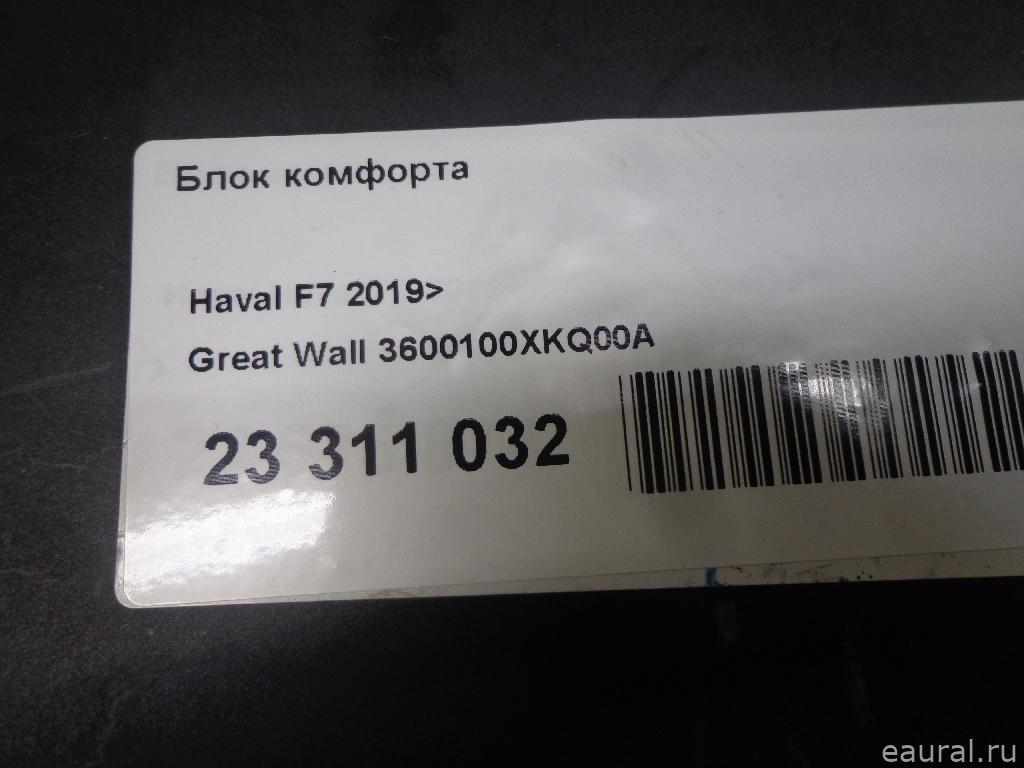 Блок комфорта
Haval F7 2019>
Great Wall 3600100XKQ00A
23 311 032
eaural.ru